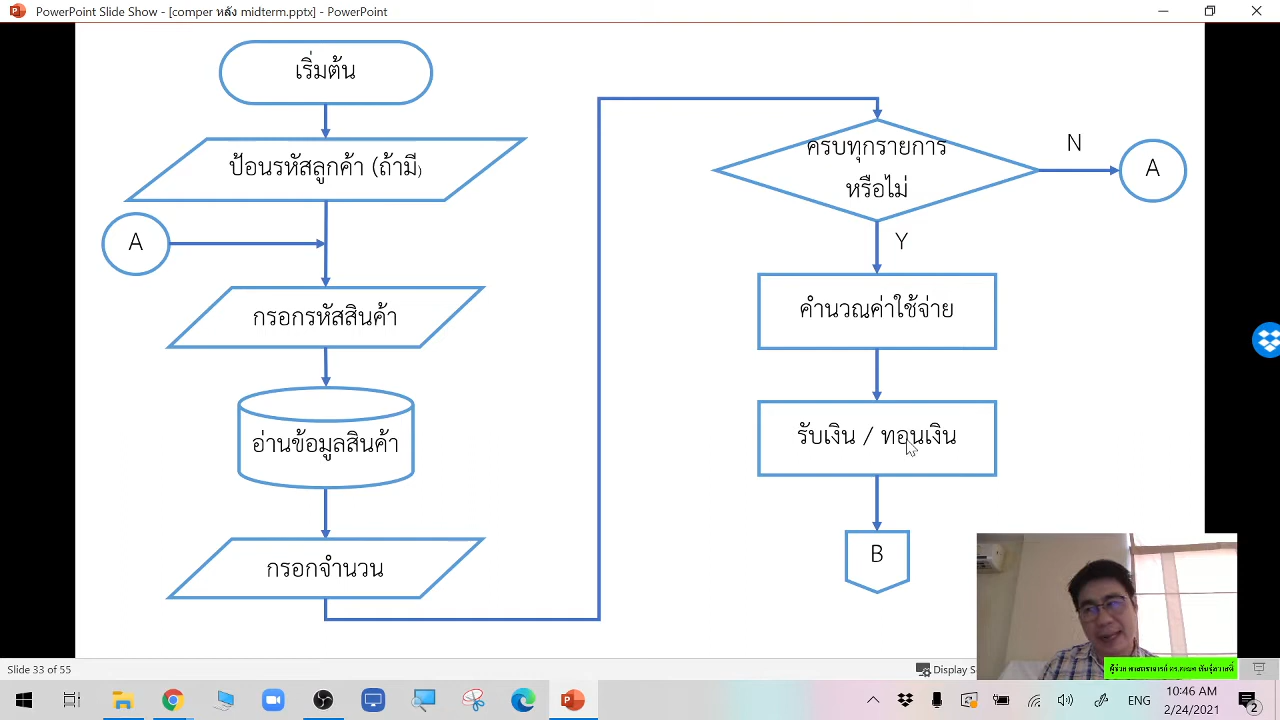 PowerPoint Slide Show - [comper หลัง midterm.pptx] - PowerPoint
เริ่มต้น
ป้อนรหัสลูกค้า (ถ้ามี)
A
กรอกรหัสสินค้า
อ่านข้อมูลสินค้า
กรอกจำนวน
ครบทุกรายการ
หรือไม่
N
A
Y
คำนวณค่าใช้จ่าย
รับเงิน / ทอนเงิน
B
Slide 33 of 55
Display S
ENG
10:46 AM
2/24/2021
2